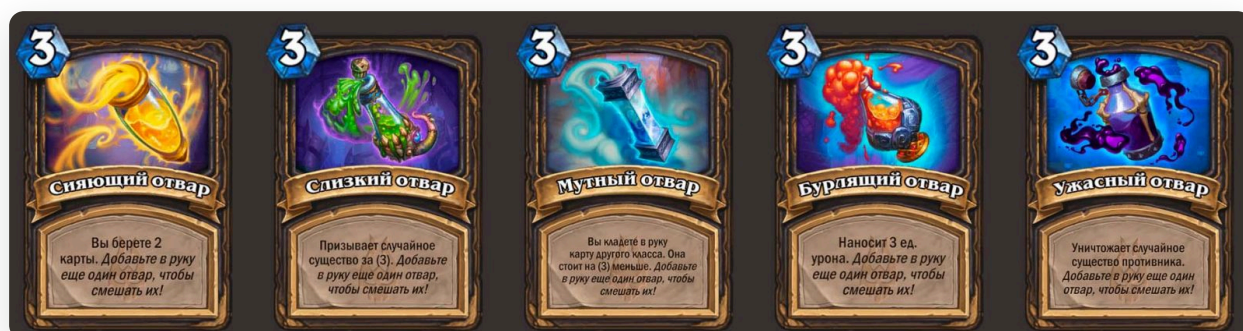 3
Сияющий отвар
Вы берете 2
карты. Добавьте в руку
еще один отвар, чтобы
смешать их!
3
Слизкий отвар
Призывает случайное
существо за (3). Добавьте
в руку еще один отвар,
чтобы смешать их!
3
Мутный отвар
Вы кладете в руку
карту другого класса. Она
стоит на (3) меньше. Добавьте
в руку еще один отвар, чтобы
смешать их!
3
Бурлящий отвар
Наносит 3 ед.
урона. Добавьте в руку
еще один отвар, чтобы
смешать их!
3
Ужасный отвар
Уничтожает случайное
существо противника.
Добавьте в руку еще один
отвар, чтобы смешать их!